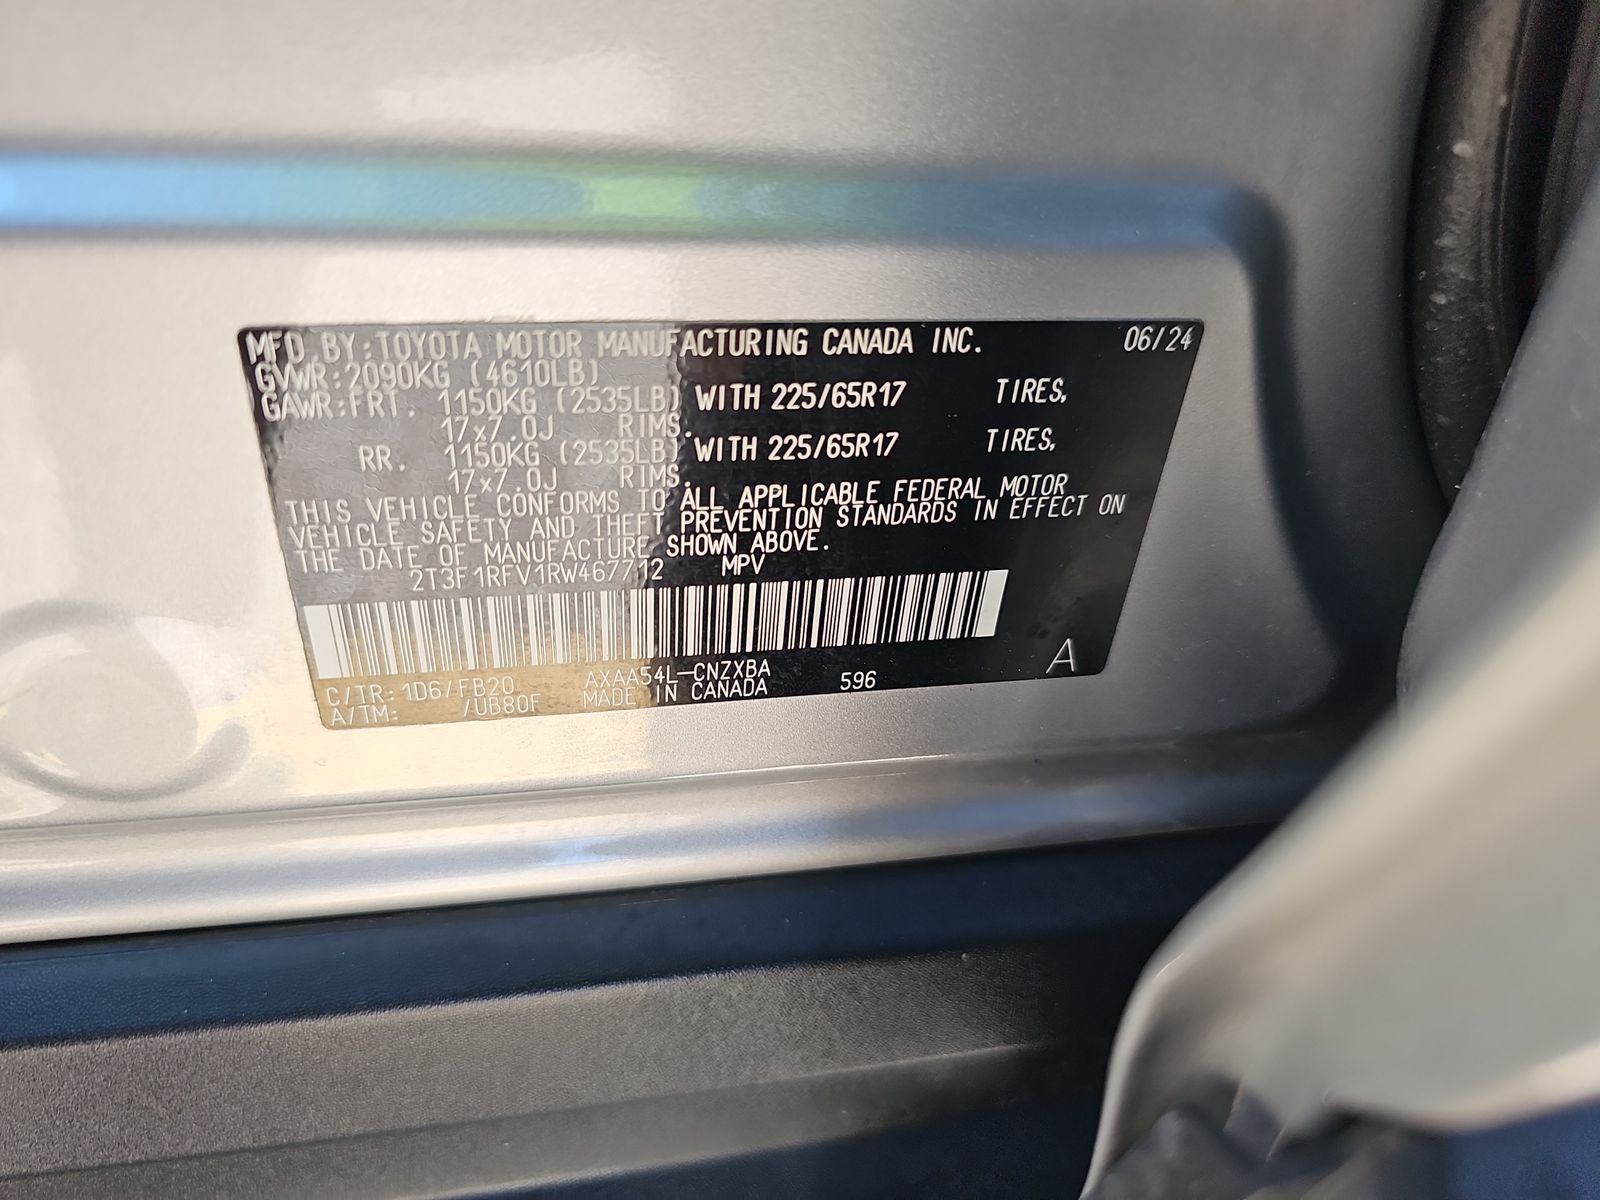 MFD.BY:TOYOTA MOTOR MANUFACTURING CANADA INC. 06/24
GVWR:2090KG (4610LB)
GAWR:FRT. 1150KG (2535LB) WITH 225/65R17 TIRES,
17x7.0J RIMS.
RR. 1150KG (2535LB) WITH 225/65R17 TIRES,
17x7.0J RIMS.
THIS VEHICLE CONFORMS TO ALL APPLICABLE FEDERAL MOTOR
VEHICLE SAFETY AND THEFT PREVENTION STANDARDS IN EFFECT ON
THE DATE OF MANUFACTURE SHOWN ABOVE.
2T3F1RFV1RW467712 MPV
C/TR:1D6/FB20 AXAA54L-CNZXBA 596 A
A/TM: /UB80F MADE IN CANADA